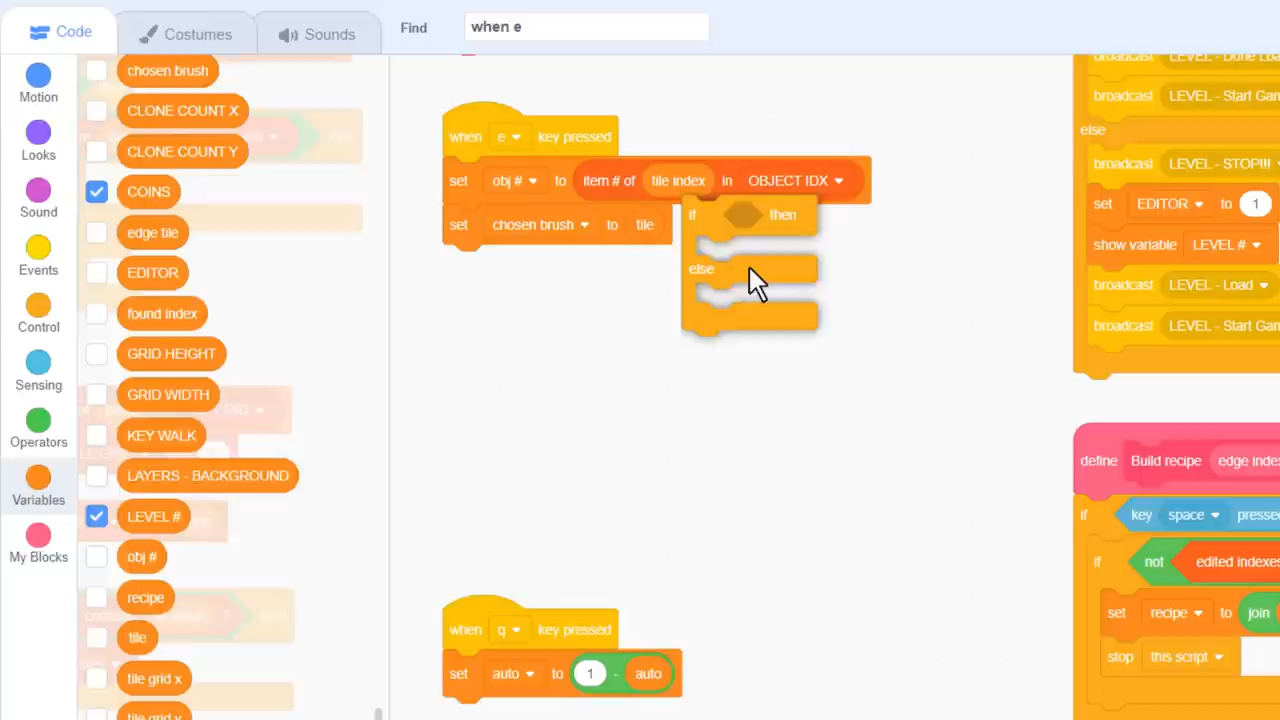 Code
Costumes
Sounds
Find
when e
Motion
Looks
Sound
Events
Control
Sensing
Operators
Variables
My Blocks
chosen brush
CLONE COUNT X
CLONE COUNT Y
COINS
edge tile
EDITOR
found index
GRID HEIGHT
GRID WIDTH
KEY WALK
LAYERS - BACKGROUND
LEVEL #
obj #
recipe
tile
tile grid x
tile grid y
when e key pressed
set obj # to item # of tile index in OBJECT IDX
set chosen brush to tile
if then
else
when q key pressed
set auto to 1 - auto
broadcast LEVEL - Done Loa
broadcast LEVEL - Start Gan
else
broadcast LEVEL - STOP!!!
set EDITOR to 1
show variable LEVEL #
broadcast LEVEL - Load
broadcast LEVEL - Start Gan
define Build recipe edge index
if key space presse
if not edited indexes
set recipe to join
stop this script